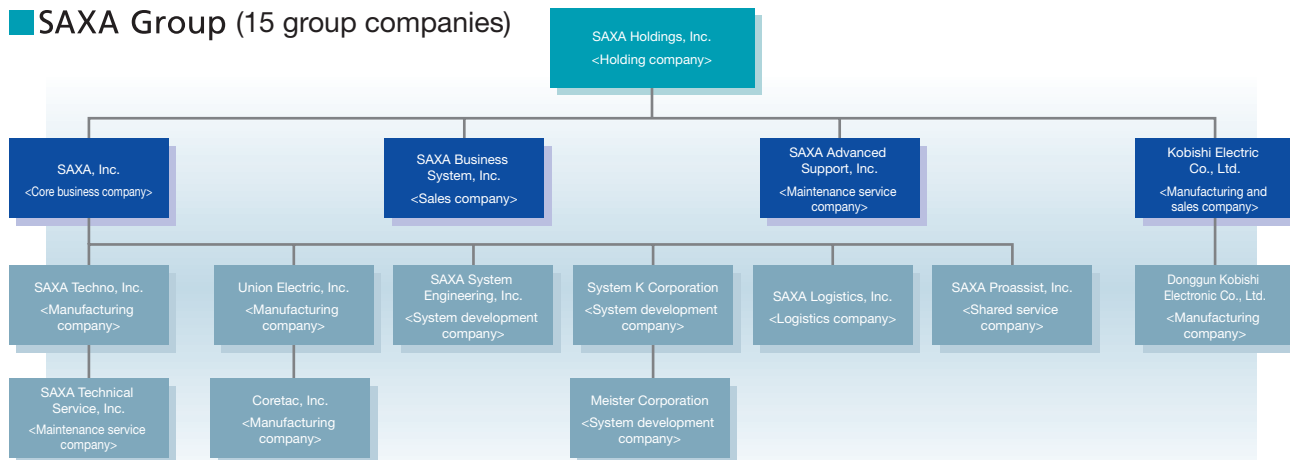 SAXA Group (15 group companies)
SAXA Holdings, Inc.
<Holding company>
SAXA, Inc.
<Core business company>
SAXA Business
System, Inc.
<Sales company>
SAXA Advanced
Support, Inc.
<Maintenance service
company>
Kobishi Electric
Co., Ltd.
<Manufacturing and
sales company>
SAXA Techno, Inc.
<Manufacturing
company>
Union Electric, Inc.
<Manufacturing
company>
SAXA System
Engineering, Inc.
<System development
company>
System K Corporation
<System development
company>
SAXA Logistics, Inc.
<Logistics company>
SAXA Proassist, Inc.
<Shared service
company>
Donggun Kobishi
Electronic Co., Ltd.
<Manufacturing
company>
SAXA Technical
Service, Inc.
<Maintenance service
company>
Coretac, Inc.
<Manufacturing
company>
Meister Corporation
<System development
company>